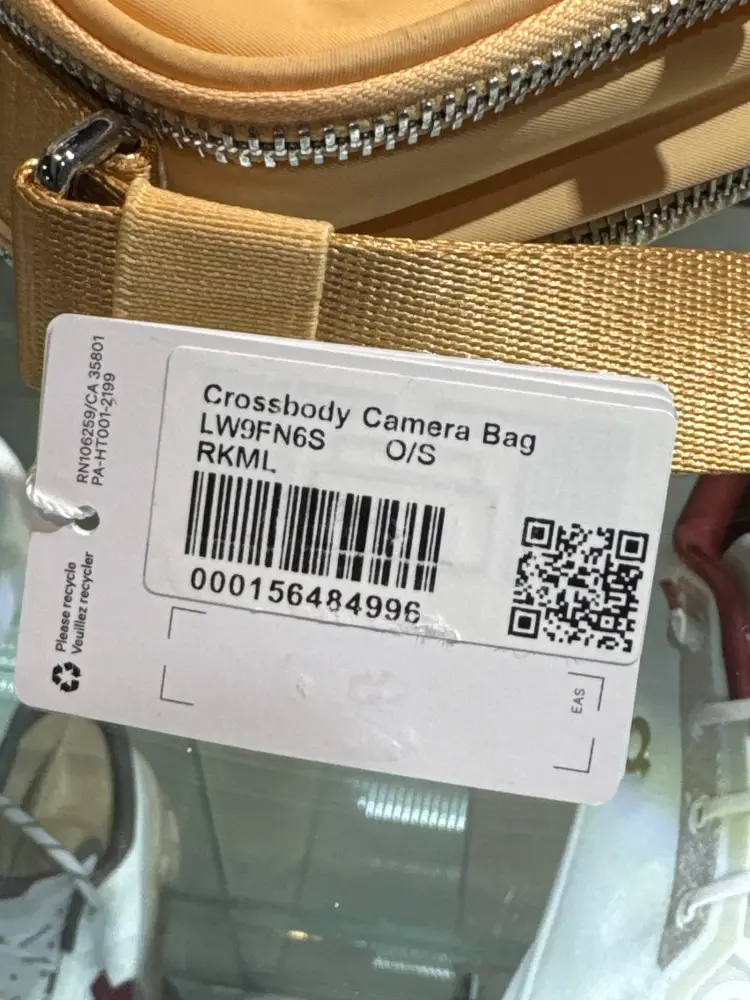 RN106259/CA 35801
PA-HT001-2199
Crossbody Camera Bag
LW9FN6S O/S
RKML
000156484996
Please recycle
Veuillez recycler
EAS